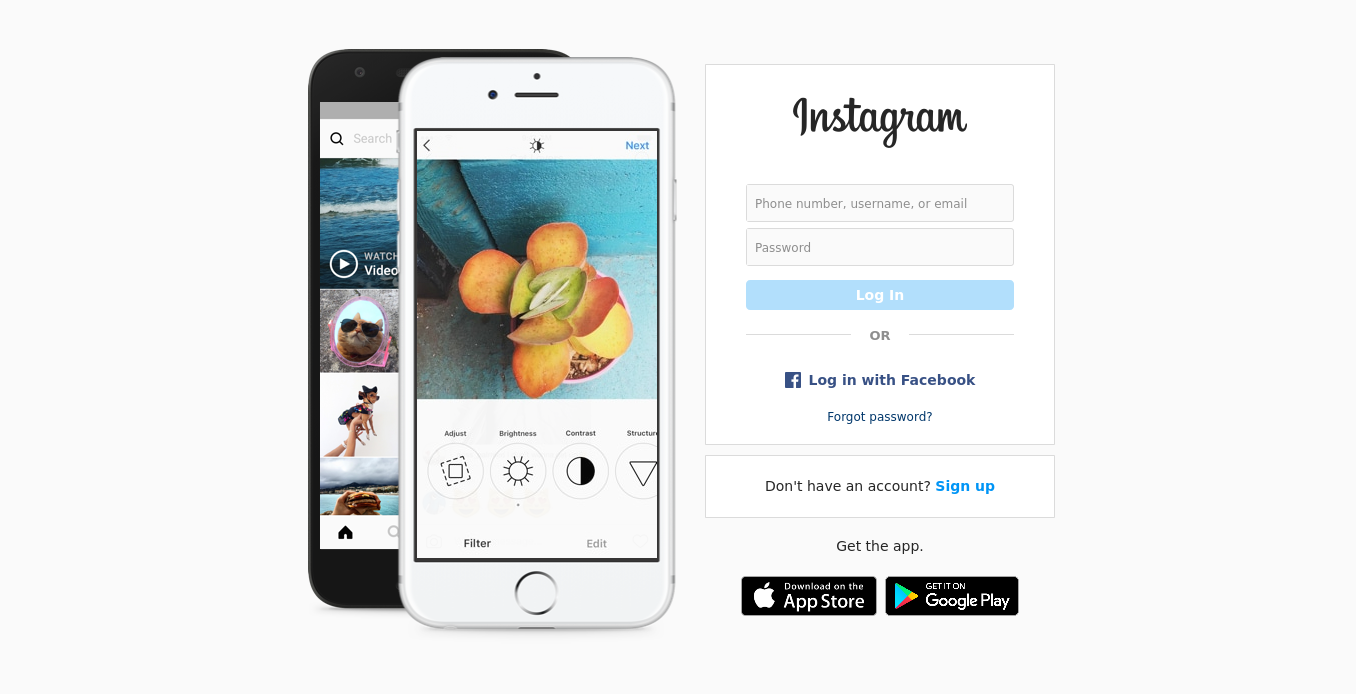 Search
WATCH
Video
Next
Adjust
Brightness
Contrast
Structure
Filter
Edit
Instagram
Phone number, username, or email
Password
Log In
OR
Log in with Facebook
Forgot password?
Don't have an account? Sign up
Get the app.
Download on the
App Store
GET IT ON
Google Play